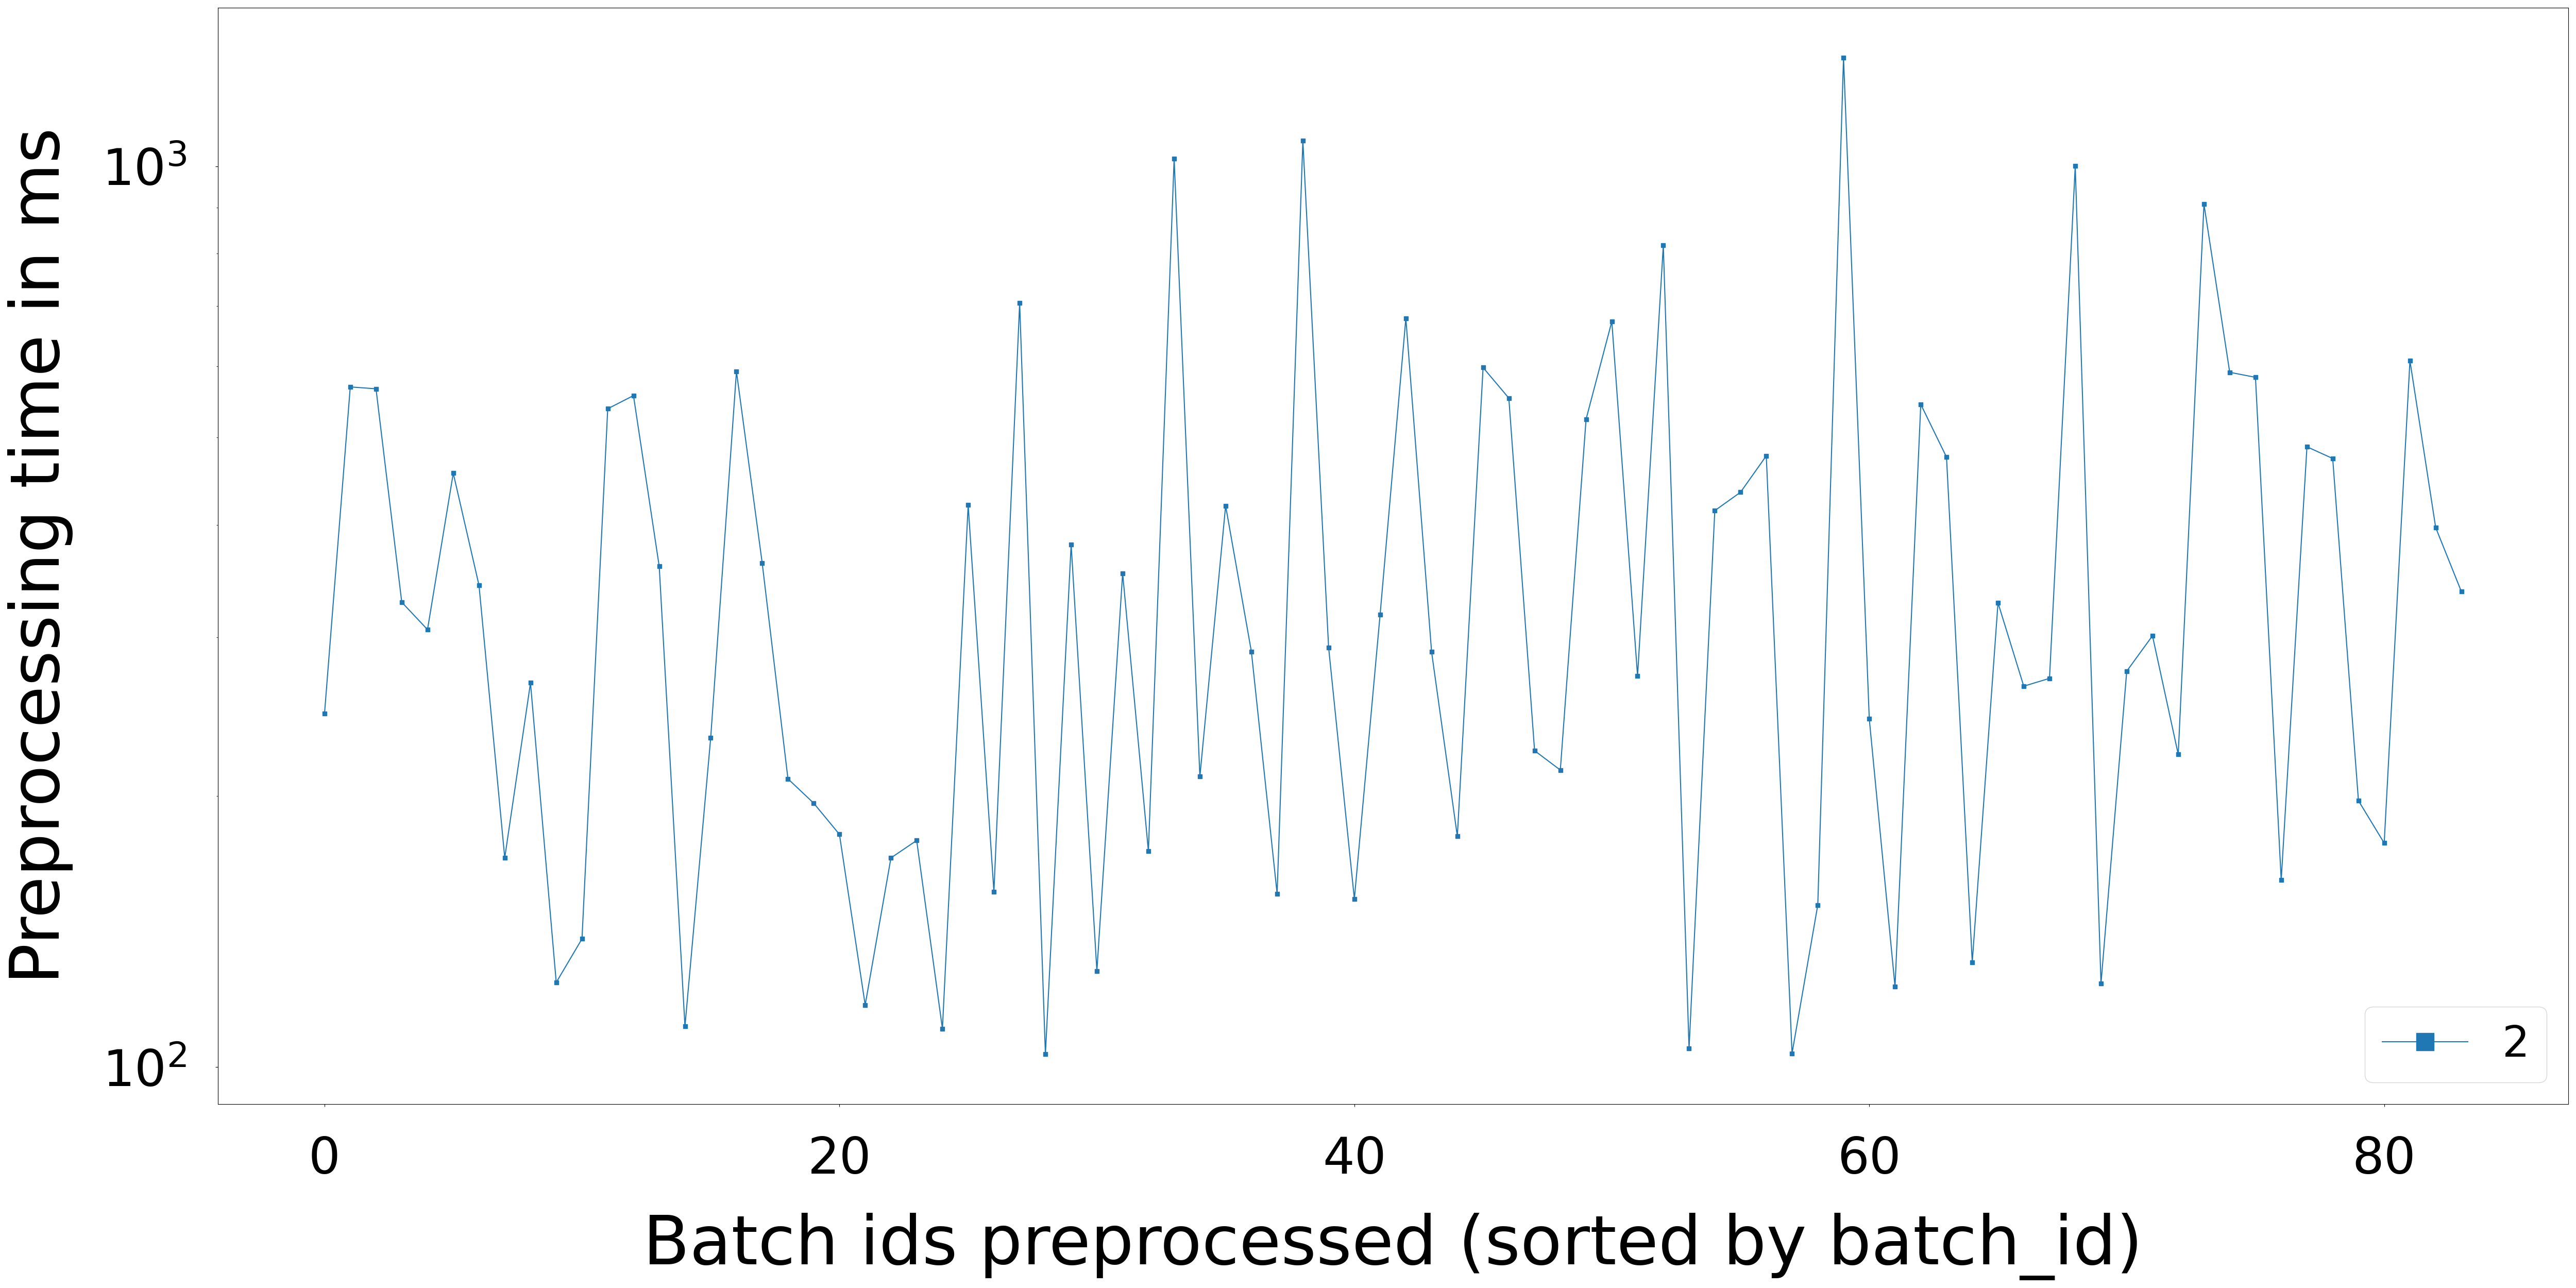 Preprocessing time in ms
10³
10²
0 20 40 60 80
Batch ids preprocessed (sorted by batch_id)
2